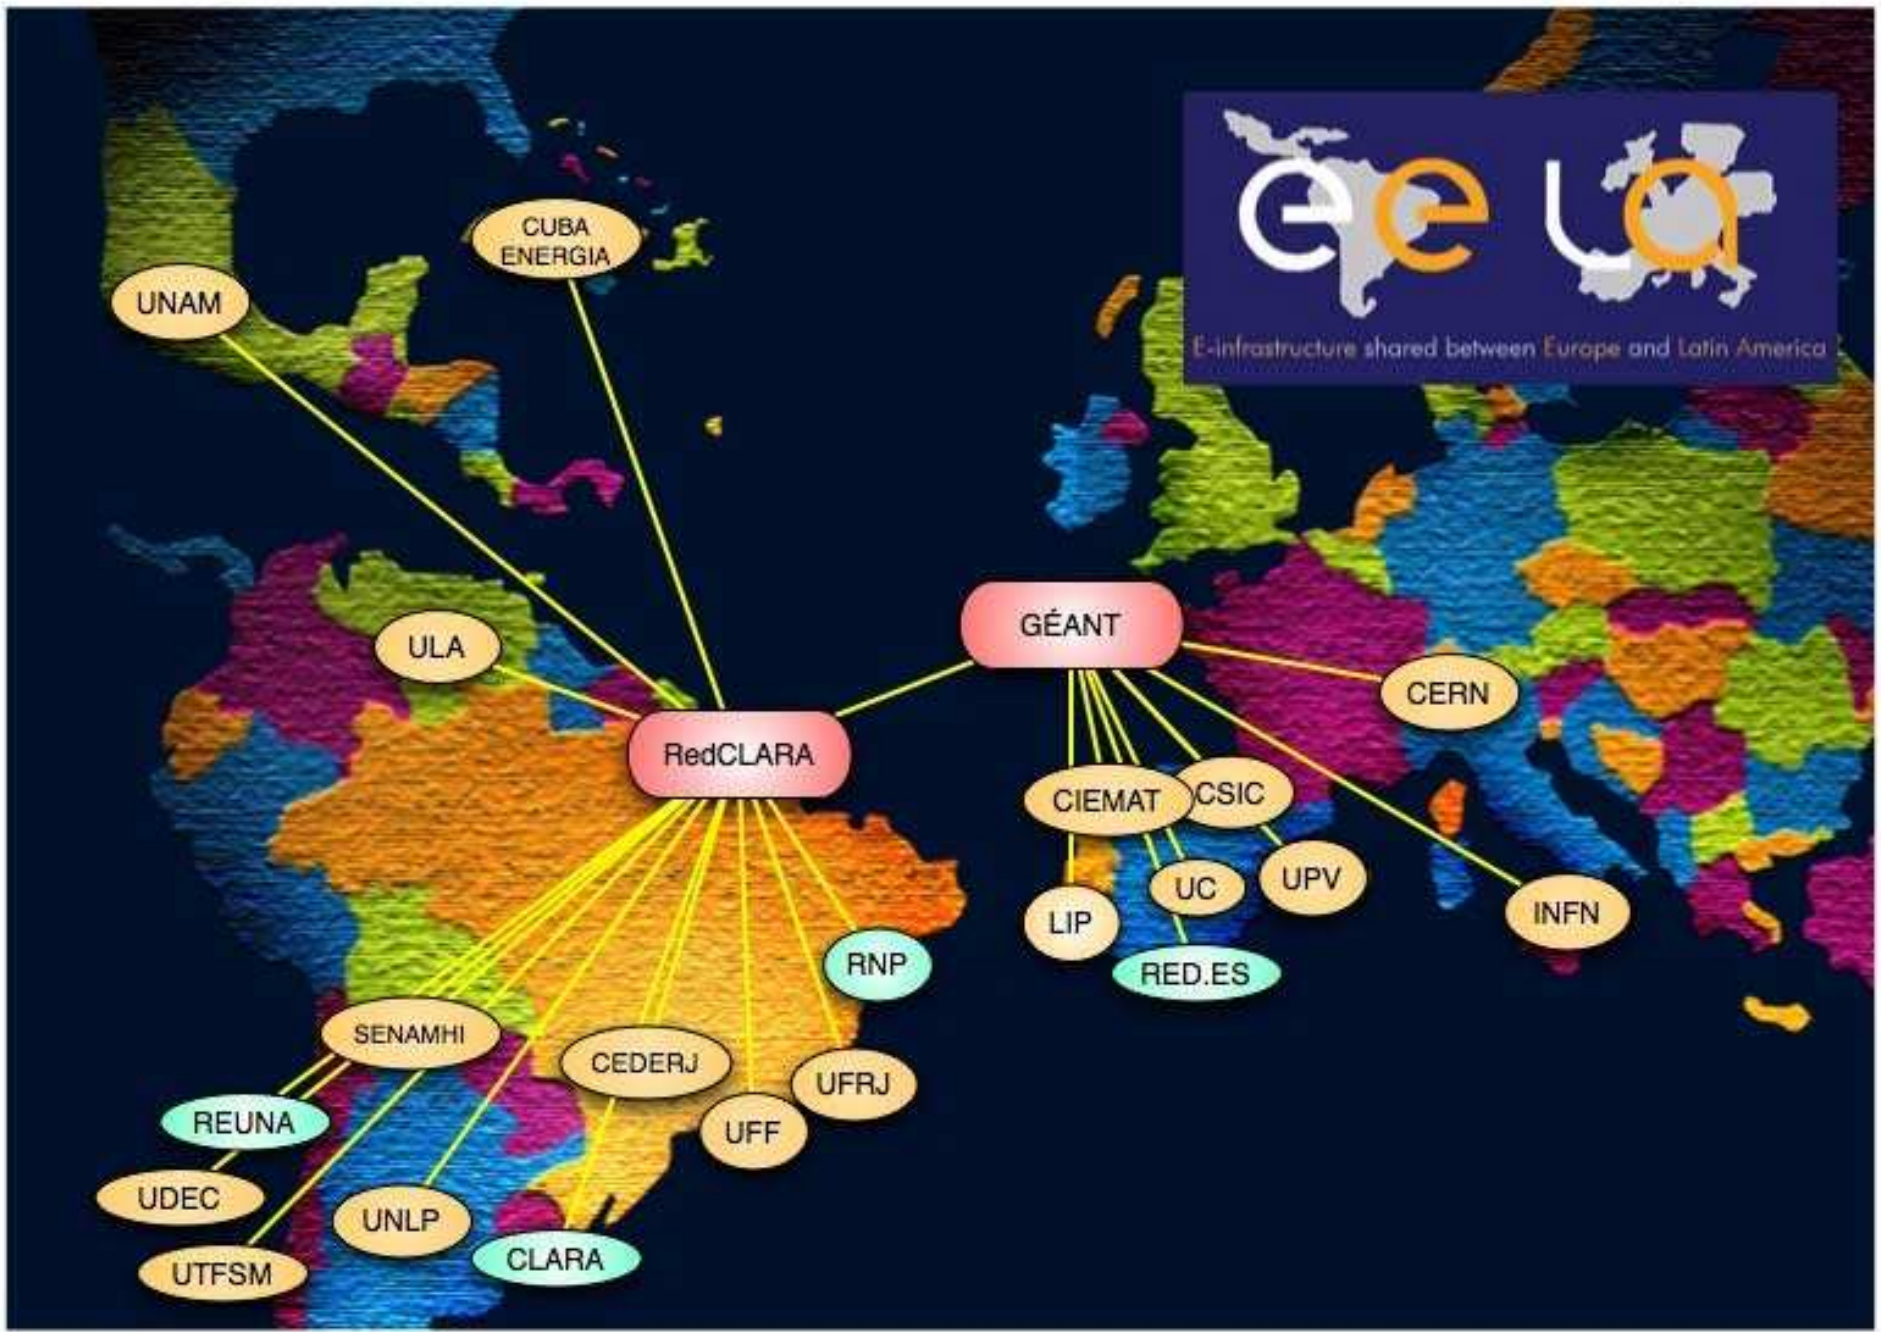 eela
E-infrastructure shared between Europe and Latin America
CUBA
ENERGIA
UNAM
GÉANT
ULA
CERN
RedCLARA
CIEMAT
CSIC
UC
UPV
LIP
INFN
RNP
RED.ES
SENAMHI
CEDERJ
UFRJ
REUNA
UFF
UDEC
UNLP
CLARA
UTFSM